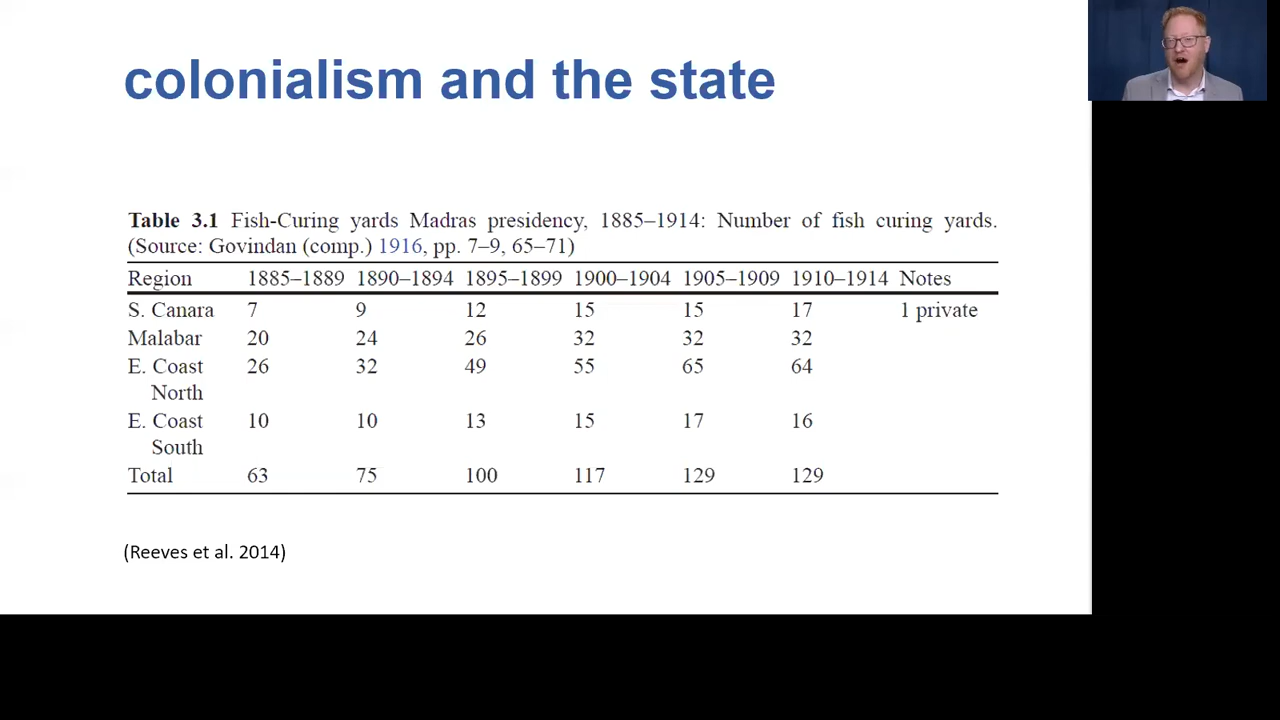 colonialism and the state
Table 3.1 Fish-Curing yards Madras presidency, 1885–1914: Number of fish curing yards.
(Source: Govindan (comp.) 1916, pp. 7–9, 65–71)
Region 1885–1889 1890–1894 1895–1899 1900–1904 1905–1909 1910–1914 Notes
S. Canara 7 9 12 15 15 17 1 private
Malabar 20 24 26 32 32 32
E. Coast 26 32 49 55 65 64
North
E. Coast 10 10 13 15 17 16
South
Total 63 75 100 117 129 129
(Reeves et al. 2014)